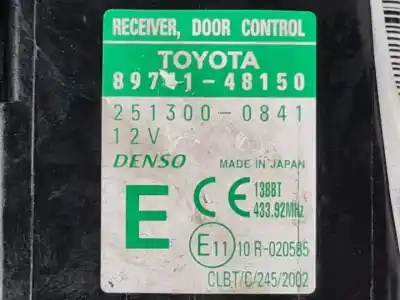 RECEIVER, DOOR CONTROL
TOYOTA
89741-48150
251300-0841
12V
DENSO MADE IN JAPAN
E CE 138BT
433.92MHz
E11 10 R-020585
CLBT/C/245/2002